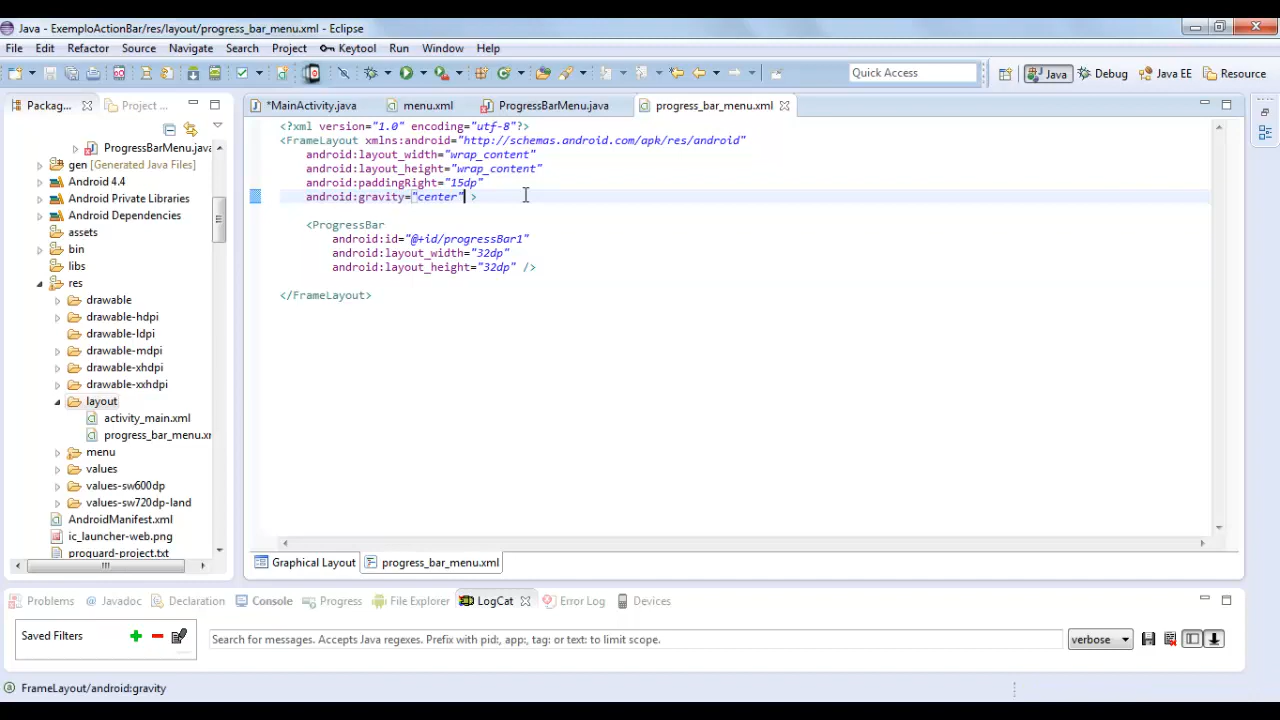 Java - ExemploActionBar/res/layout/progress_bar_menu.xml - Eclipse
File Edit Refactor Source Navigate Search Project Keytool Run Window Help
Quick Access Java Debug Java EE Resource
Packag... Project ... *MainActivity.java menu.xml ProgressBarMenu.java progress_bar_menu.xml
ProgressBarMenu.java
gen [Generated Java Files]
Android 4.4
Android Private Libraries
Android Dependencies
assets
bin
libs
res
drawable
drawable-hdpi
drawable-ldpi
drawable-mdpi
drawable-xhdpi
drawable-xxhdpi
layout
activity_main.xml
progress_bar_menu.xr
menu
values
values-sw600dp
values-sw720dp-land
AndroidManifest.xml
ic_launcher-web.png
proguard-project.txt
<?xml version="1.0" encoding="utf-8"?>
<FrameLayout xmlns:android="http://schemas.android.com/apk/res/android"
android:layout_width="wrap_content"
android:layout_height="wrap_content"
android:paddingRight="15dp"
android:gravity="center" >
<ProgressBar
android:id="@+id/progressBar1"
android:layout_width="32dp"
android:layout_height="32dp" />
</FrameLayout>
Graphical Layout progress_bar_menu.xml
Problems @ Javadoc Declaration Console Progress File Explorer LogCat Error Log Devices
Saved Filters
Search for messages. Accepts Java regexes. Prefix with pid:, app:, tag: or text: to limit scope.
verbose
FrameLayout/android:gravity